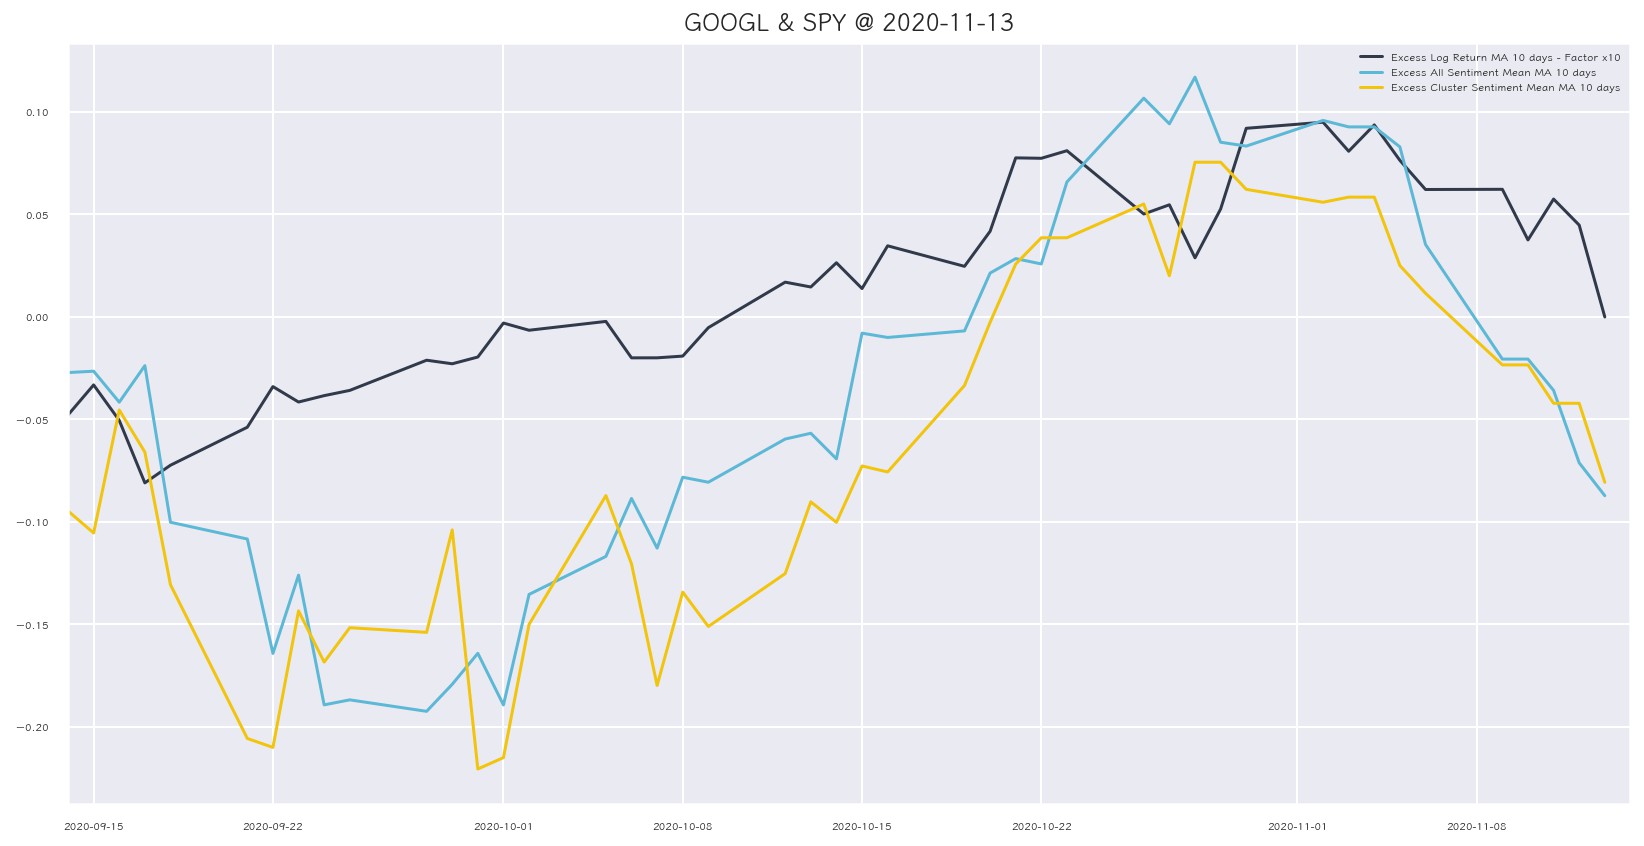 GOOGL & SPY @ 2020-11-13
Excess Log Return MA 10 days - Factor x10
Excess All Sentiment Mean MA 10 days
Excess Cluster Sentiment Mean MA 10 days
0.10
0.05
0.00
−0.05
−0.10
−0.15
−0.20
2020-09-15 2020-09-22 2020-10-01 2020-10-08 2020-10-15 2020-10-22 2020-11-01 2020-11-08